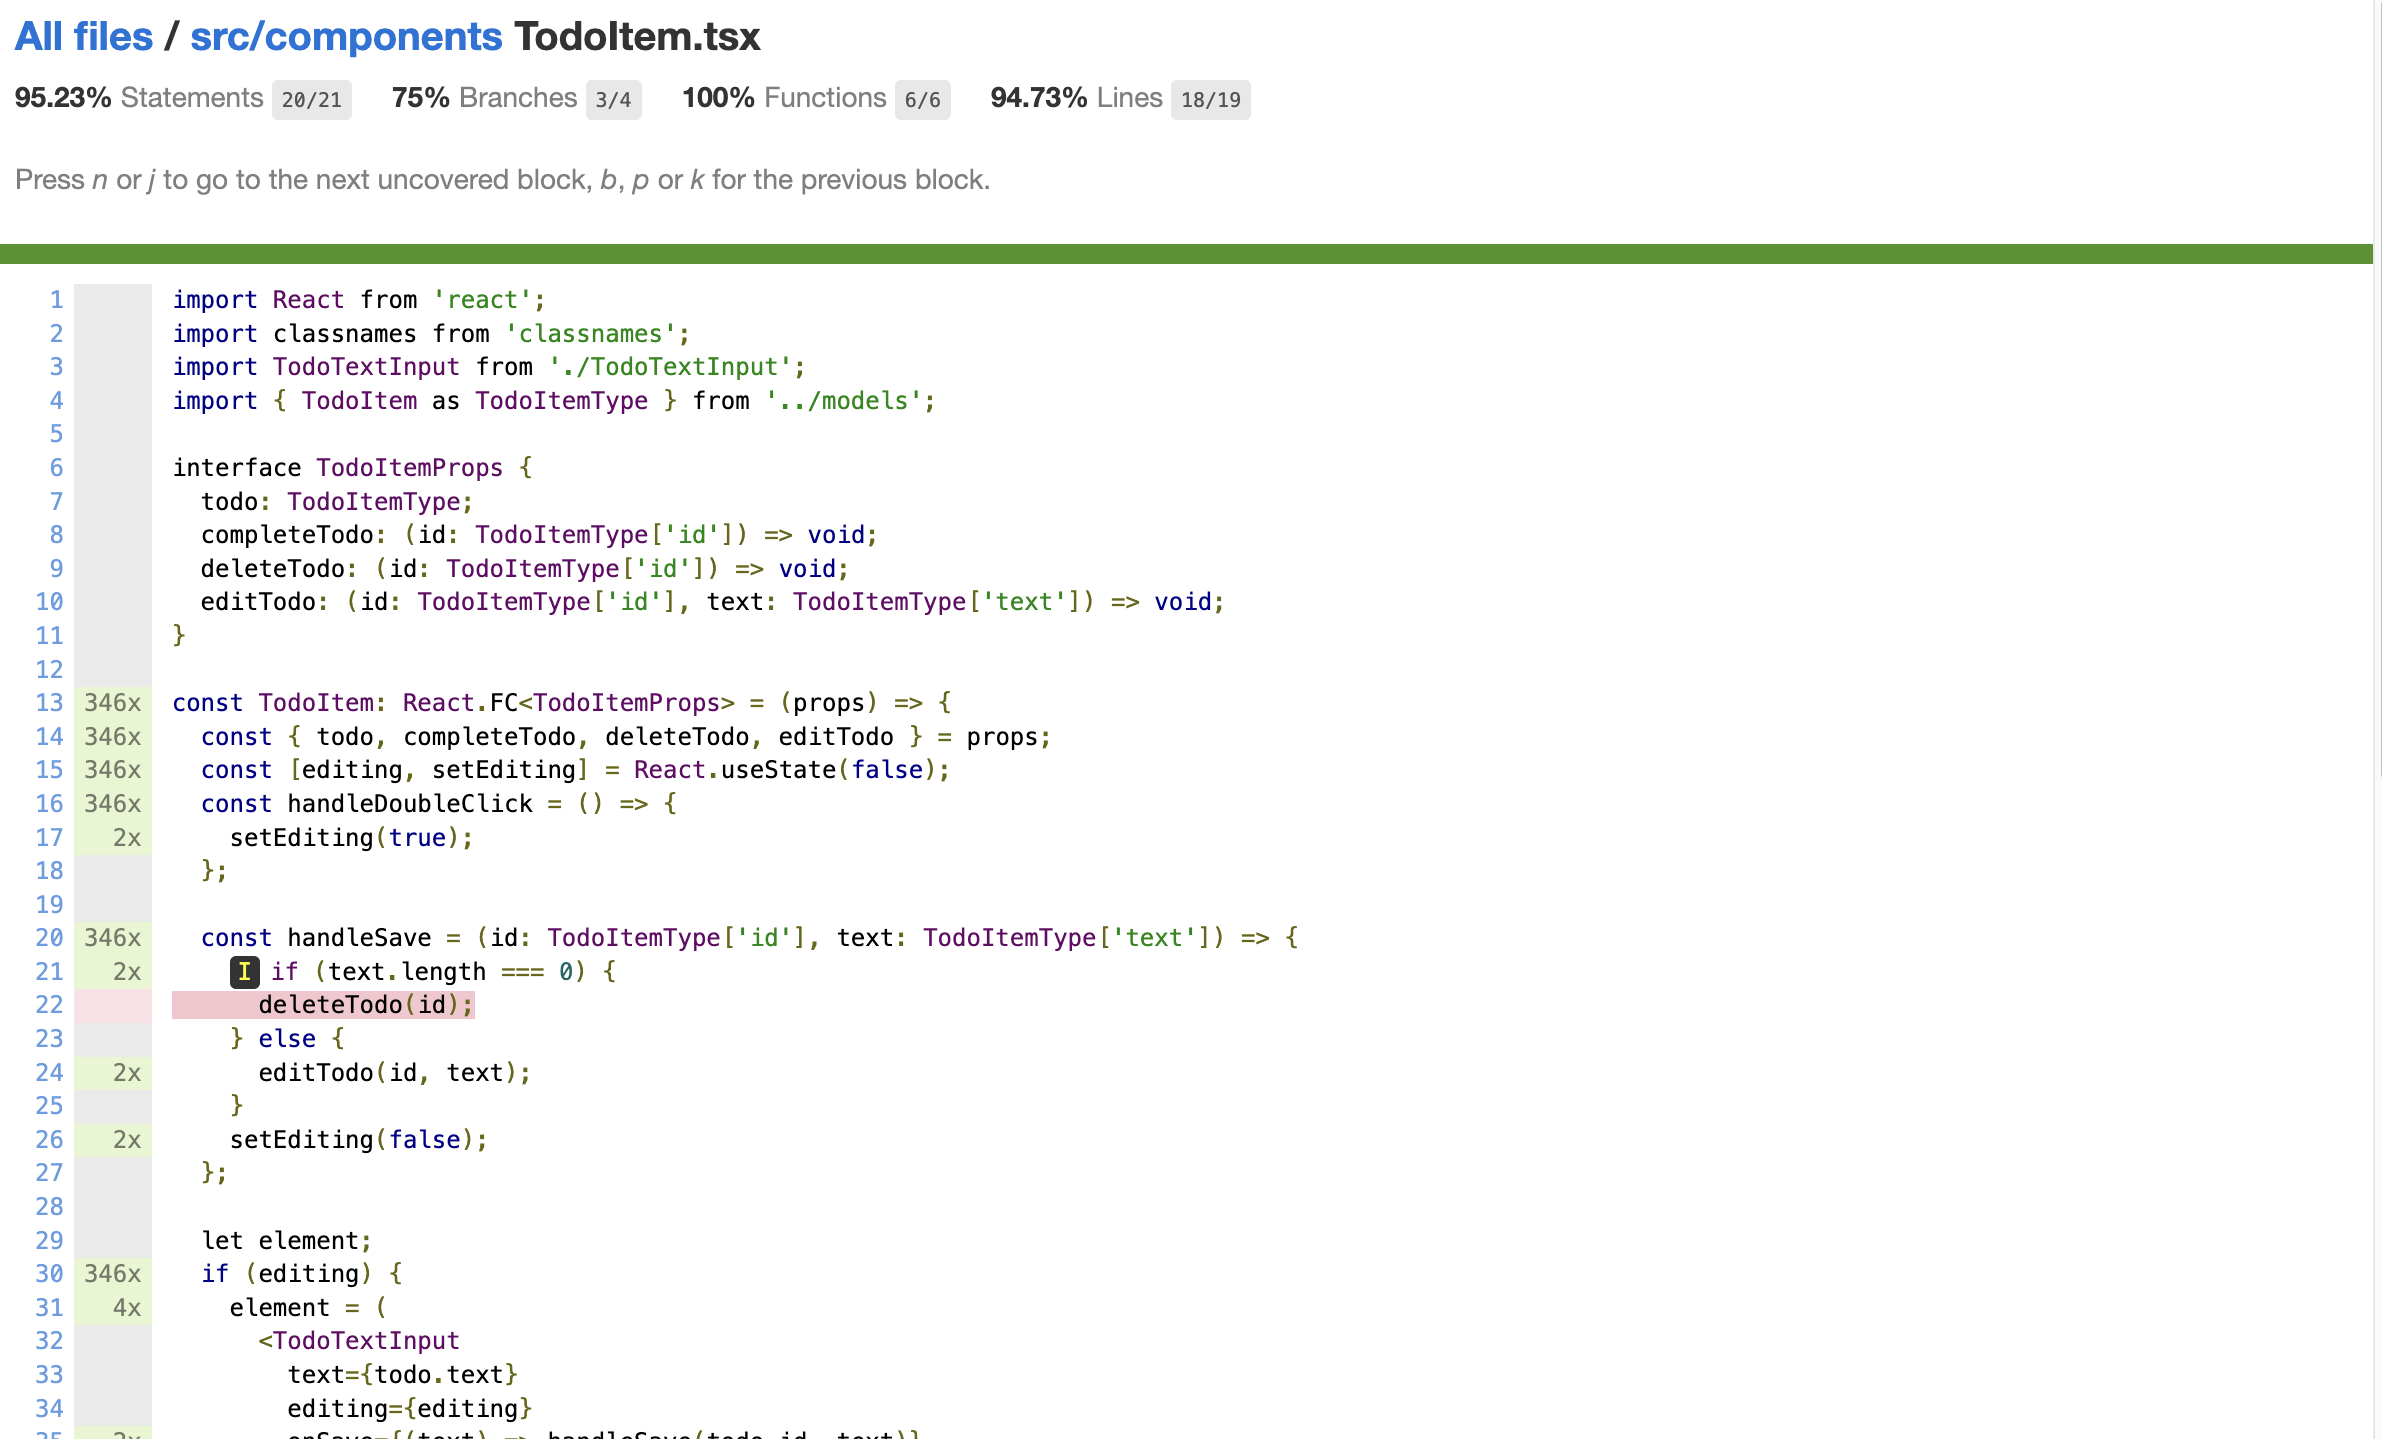 All files / src/components TodoItem.tsx
95.23% Statements 20/21 75% Branches 3/4 100% Functions 6/6 94.73% Lines 18/19
Press n or j to go to the next uncovered block, b, p or k for the previous block.
1 import React from 'react';
2 import classnames from 'classnames';
3 import TodoTextInput from './TodoTextInput';
4 import { TodoItem as TodoItemType } from '../models';
5
6 interface TodoItemProps {
7 todo: TodoItemType;
8 completeTodo: (id: TodoItemType['id']) => void;
9 deleteTodo: (id: TodoItemType['id']) => void;
10 editTodo: (id: TodoItemType['id'], text: TodoItemType['text']) => void;
11 }
12
13 346x const TodoItem: React.FC<TodoItemProps> = (props) => {
14 346x const { todo, completeTodo, deleteTodo, editTodo } = props;
15 346x const [editing, setEditing] = React.useState(false);
16 346x const handleDoubleClick = () => {
17 2x setEditing(true);
18 };
19
20 346x const handleSave = (id: TodoItemType['id'], text: TodoItemType['text']) => {
21 2x I if (text.length === 0) {
22 deleteTodo(id);
23 } else {
24 2x editTodo(id, text);
25 }
26 2x setEditing(false);
27 };
28
29 let element;
30 346x if (editing) {
31 4x element = (
32 <TodoTextInput
33 text={todo.text}
34 editing={editing}
35 2x onSave={(text) => handleSave(todo.id, text)}